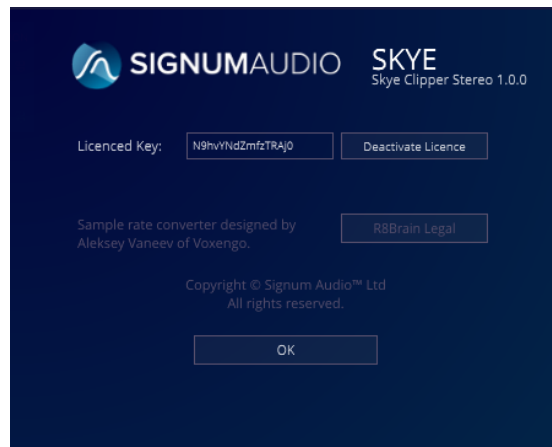 SIGNUMAUDIO
SKYE
Skye Clipper Stereo 1.0.0
Licenced Key:
N9hvYNdZmfzTRAj0
Deactivate Licence
Sample rate converter designed by
Aleksey Vaneev of Voxengo.
R8Brain Legal
Copyright © Signum Audio™ Ltd
All rights reserved.
OK